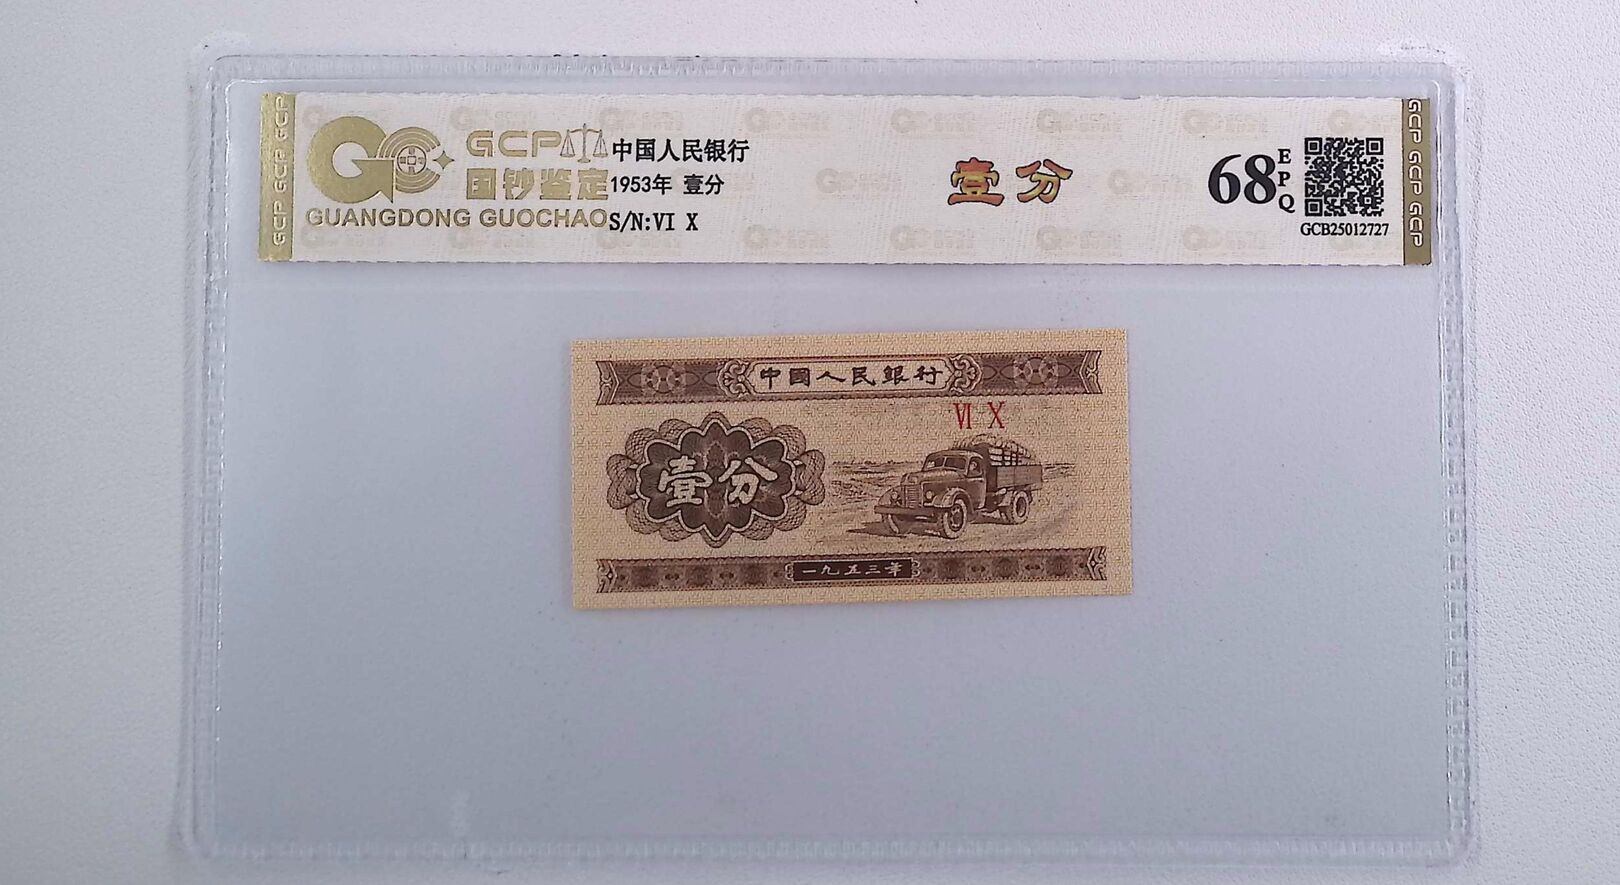 GCP GCP GCP
GCP
国钞鉴定
GUANGDONG GUOCHAO
中国人民银行
1953年 壹分
S/N:VI X
壹分
68
EPQ
GCB25012727
GCP GCP GCP
中國人民銀行
VI X
壹分
一九五三年